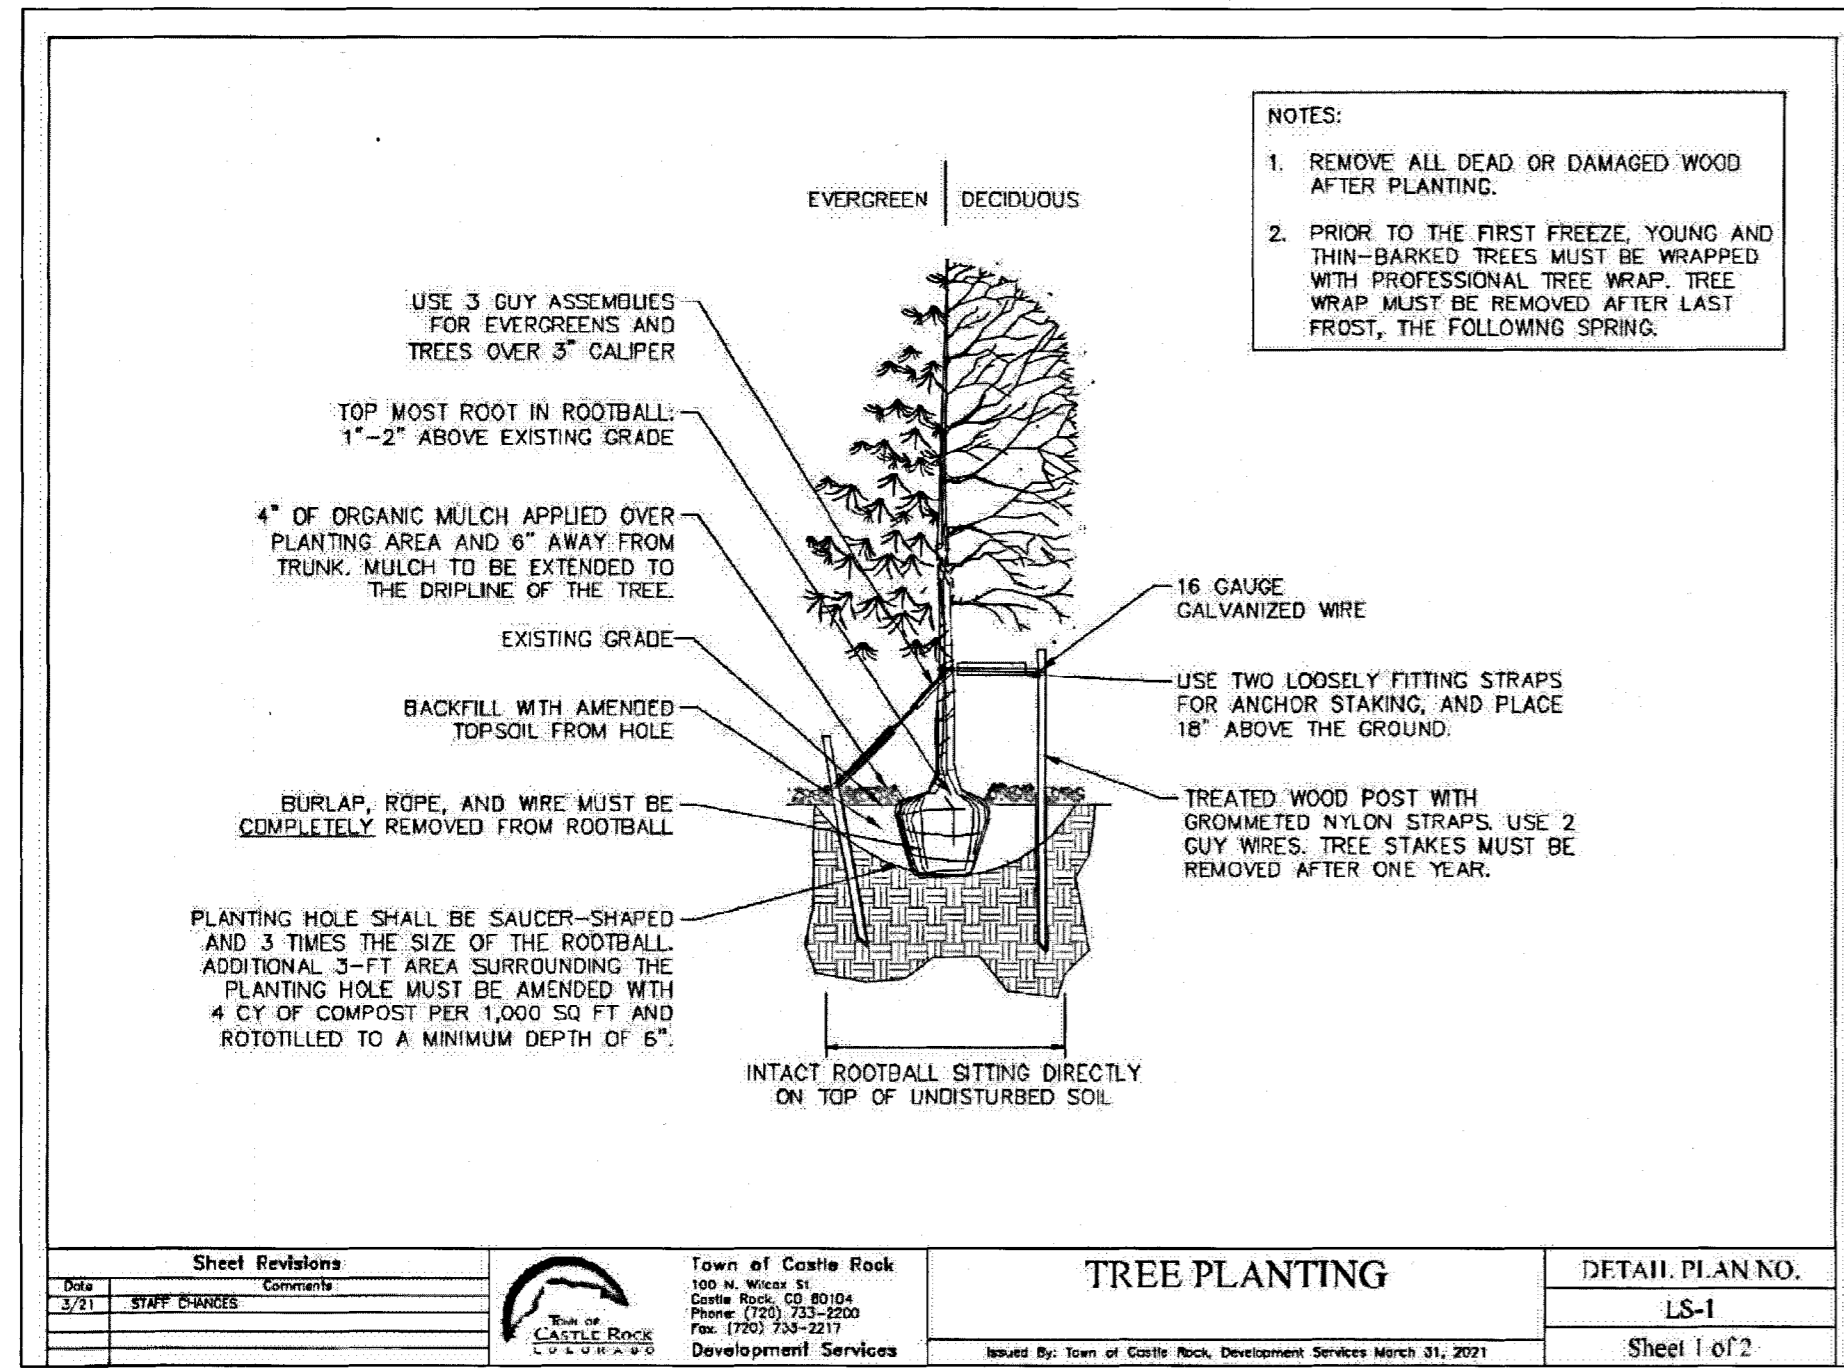 NOTES:
1. REMOVE ALL DEAD OR DAMAGED WOOD
AFTER PLANTING.
2. PRIOR TO THE FIRST FREEZE, YOUNG AND
THIN-BARKED TREES MUST BE WRAPPED
WITH PROFESSIONAL TREE WRAP. TREE
WRAP MUST BE REMOVED AFTER LAST
FROST, THE FOLLOWING SPRING.
EVERGREEN
DECIDUOUS
USE 3 GUY ASSEMBLIES
FOR EVERGREENS AND
TREES OVER 3" CALIPER
TOP MOST ROOT IN ROOTBALL:
1"-2" ABOVE EXISTING GRADE
4" OF ORGANIC MULCH APPLIED OVER
PLANTING AREA AND 6" AWAY FROM
TRUNK. MULCH TO BE EXTENDED TO
THE DRIPLINE OF THE TREE.
EXISTING GRADE
BACKFILL WITH AMENDED
TOPSOIL FROM HOLE
BURLAP, ROPE, AND WIRE MUST BE
COMPLETELY REMOVED FROM ROOTBALL
PLANTING HOLE SHALL BE SAUCER-SHAPED
AND 3 TIMES THE SIZE OF THE ROOTBALL.
ADDITIONAL 3-FT AREA SURROUNDING THE
PLANTING HOLE MUST BE AMENDED WITH
4 CY OF COMPOST PER 1,000 SQ FT AND
ROTOTILLED TO A MINIMUM DEPTH OF 6".
16 GAUGE
GALVANIZED WIRE
USE TWO LOOSELY FITTING STRAPS
FOR ANCHOR STAKING, AND PLACE
18" ABOVE THE GROUND.
TREATED WOOD POST WITH
GROMMETED NYLON STRAPS. USE 2
GUY WIRES. TREE STAKES MUST BE
REMOVED AFTER ONE YEAR.
INTACT ROOTBALL SITTING DIRECTLY
ON TOP OF UNDISTURBED SOIL
Sheet Revisions
Date Comments
3/21 STAFF CHANGES
TOWN OF
CASTLE ROCK
COLORADO
Town of Castle Rock
100 N. Wilcox St
Castle Rock, CO 80104
Phone: (720) 733-2200
Fax: (720) 733-2217
Development Services
TREE PLANTING
Issued By: Town of Castle Rock, Development Services March 31, 2021
DETAIL PLAN NO.
LS-1
Sheet 1 of 2